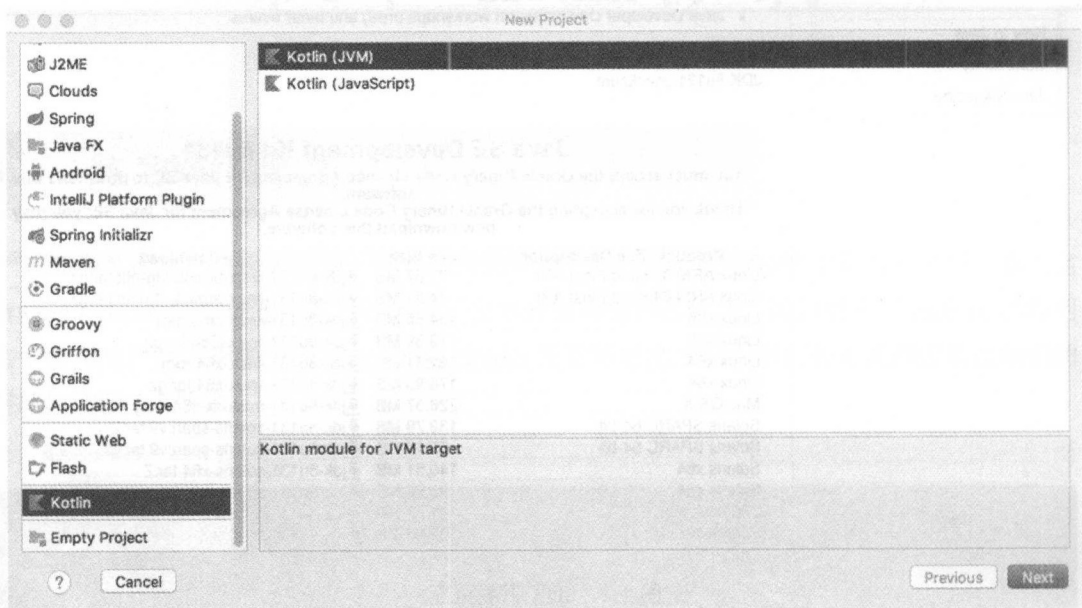 New Project
J2ME
Clouds
Spring
Java FX
Android
IntelliJ Platform Plugin
Spring Initializr
m Maven
Gradle
Groovy
Griffon
Grails
Application Forge
Static Web
Flash
Kotlin
Empty Project
Kotlin (JVM)
Kotlin (JavaScript)
Kotlin module for JVM target
? Cancel
Previous Next